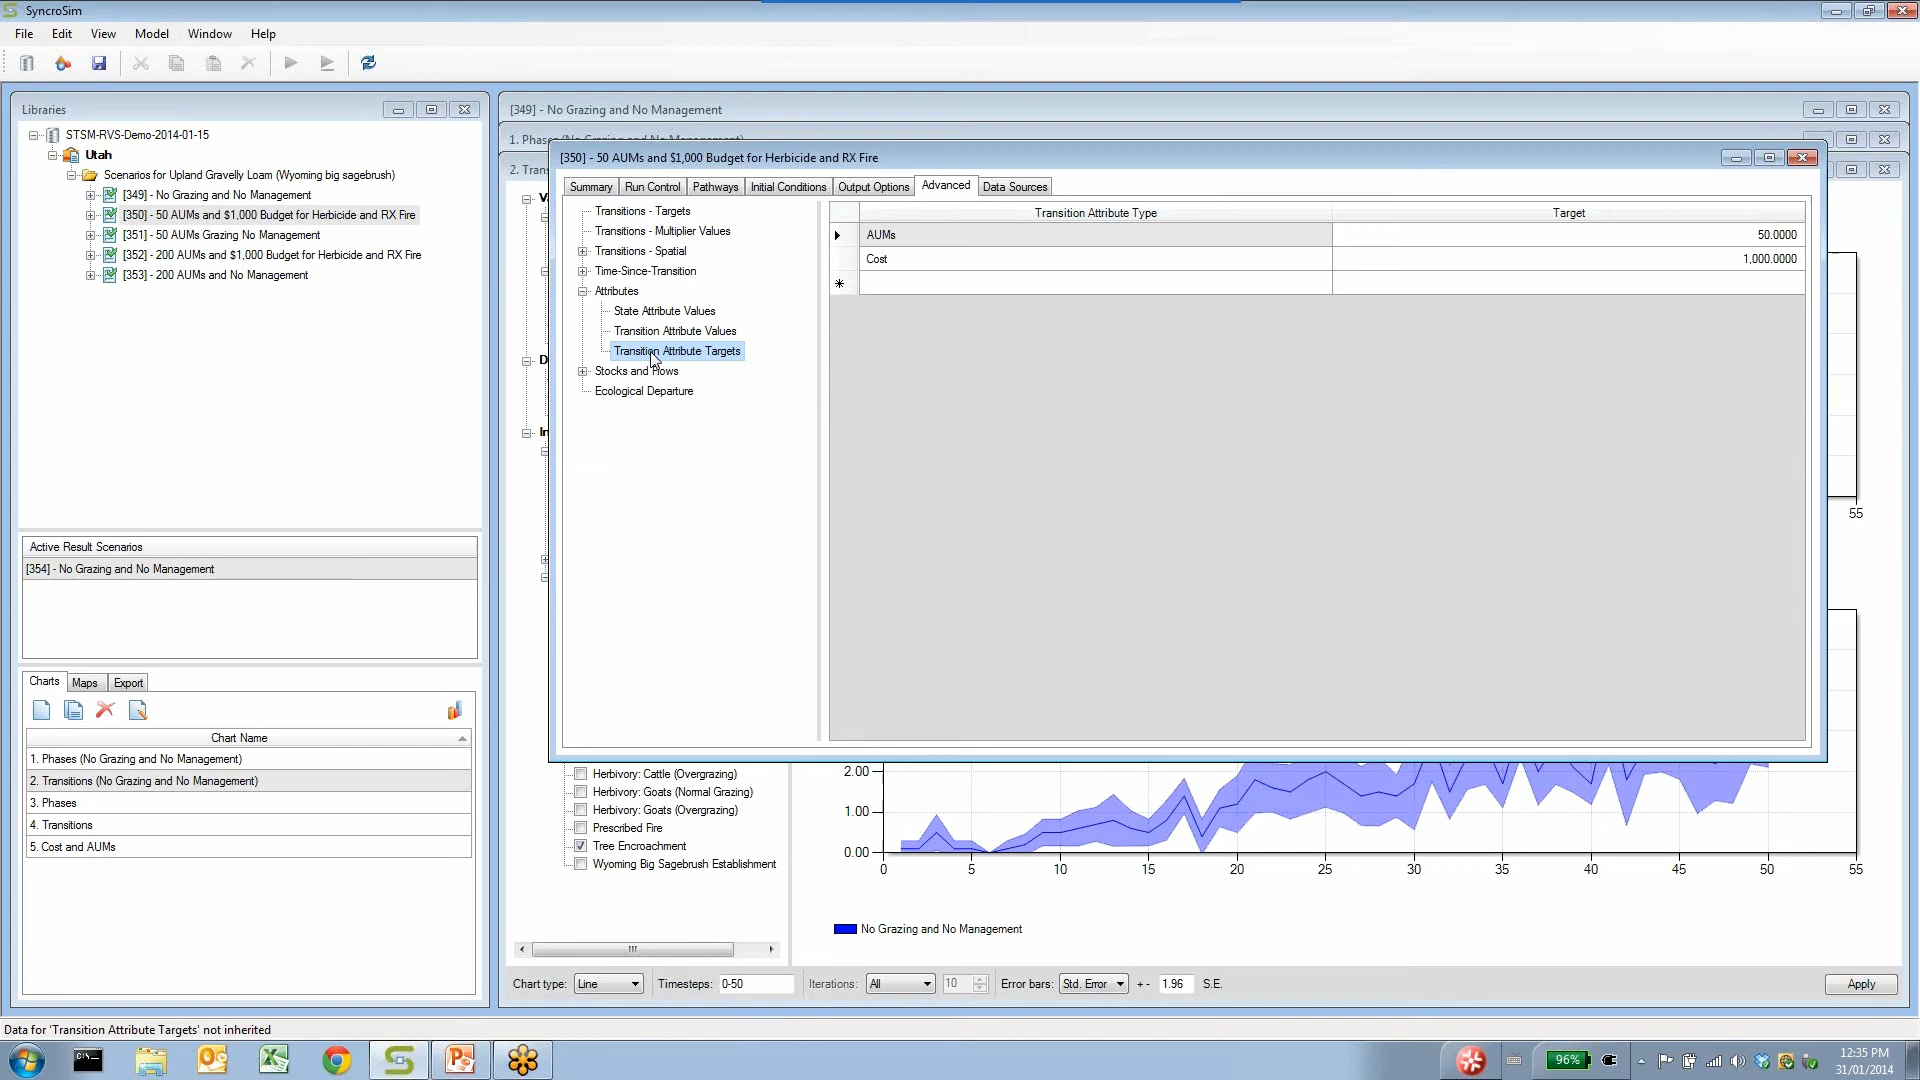 SyncroSim
File Edit View Model Window Help
Libraries
STSM-RVS-Demo-2014-01-15
Utah
Scenarios for Upland Gravelly Loam (Wyoming big sagebrush)
[349] - No Grazing and No Management
[350] - 50 AUMs and $1,000 Budget for Herbicide and RX Fire
[351] - 50 AUMs Grazing No Management
[352] - 200 AUMs and $1,000 Budget for Herbicide and RX Fire
[353] - 200 AUMs and No Management
Active Result Scenarios
[354] - No Grazing and No Management
Charts Maps Export
Chart Name
1. Phases (No Grazing and No Management)
2. Transitions (No Grazing and No Management)
3. Phases
4. Transitions
5. Cost and AUMs
[349] - No Grazing and No Management
1. Phases (No Grazing and No Management)
2. Tran
[350] - 50 AUMs and $1,000 Budget for Herbicide and RX Fire
Summary Run Control Pathways Initial Conditions Output Options Advanced Data Sources
Transitions - Targets
Transitions - Multiplier Values
Transitions - Spatial
Time-Since-Transition
Attributes
State Attribute Values
Transition Attribute Values
Transition Attribute Targets
Stocks and Flows
Ecological Departure
Transition Attribute Type Target
AUMs 50.0000
Cost 1,000.0000
55
Herbivory: Cattle (Overgrazing)
Herbivory: Goats (Normal Grazing)
Herbivory: Goats (Overgrazing)
Prescribed Fire
Tree Encroachment
Wyoming Big Sagebrush Establishment
2.00
1.00
0.00
0 5 10 15 20 25 30 35 40 45 50 55
No Grazing and No Management
Chart type: Line Timesteps: 0-50 Iterations: All 10 Error bars: Std. Error + - 1.96 S.E. Apply
Data for 'Transition Attribute Targets' not inherited
96%
12:35 PM
31/01/2014